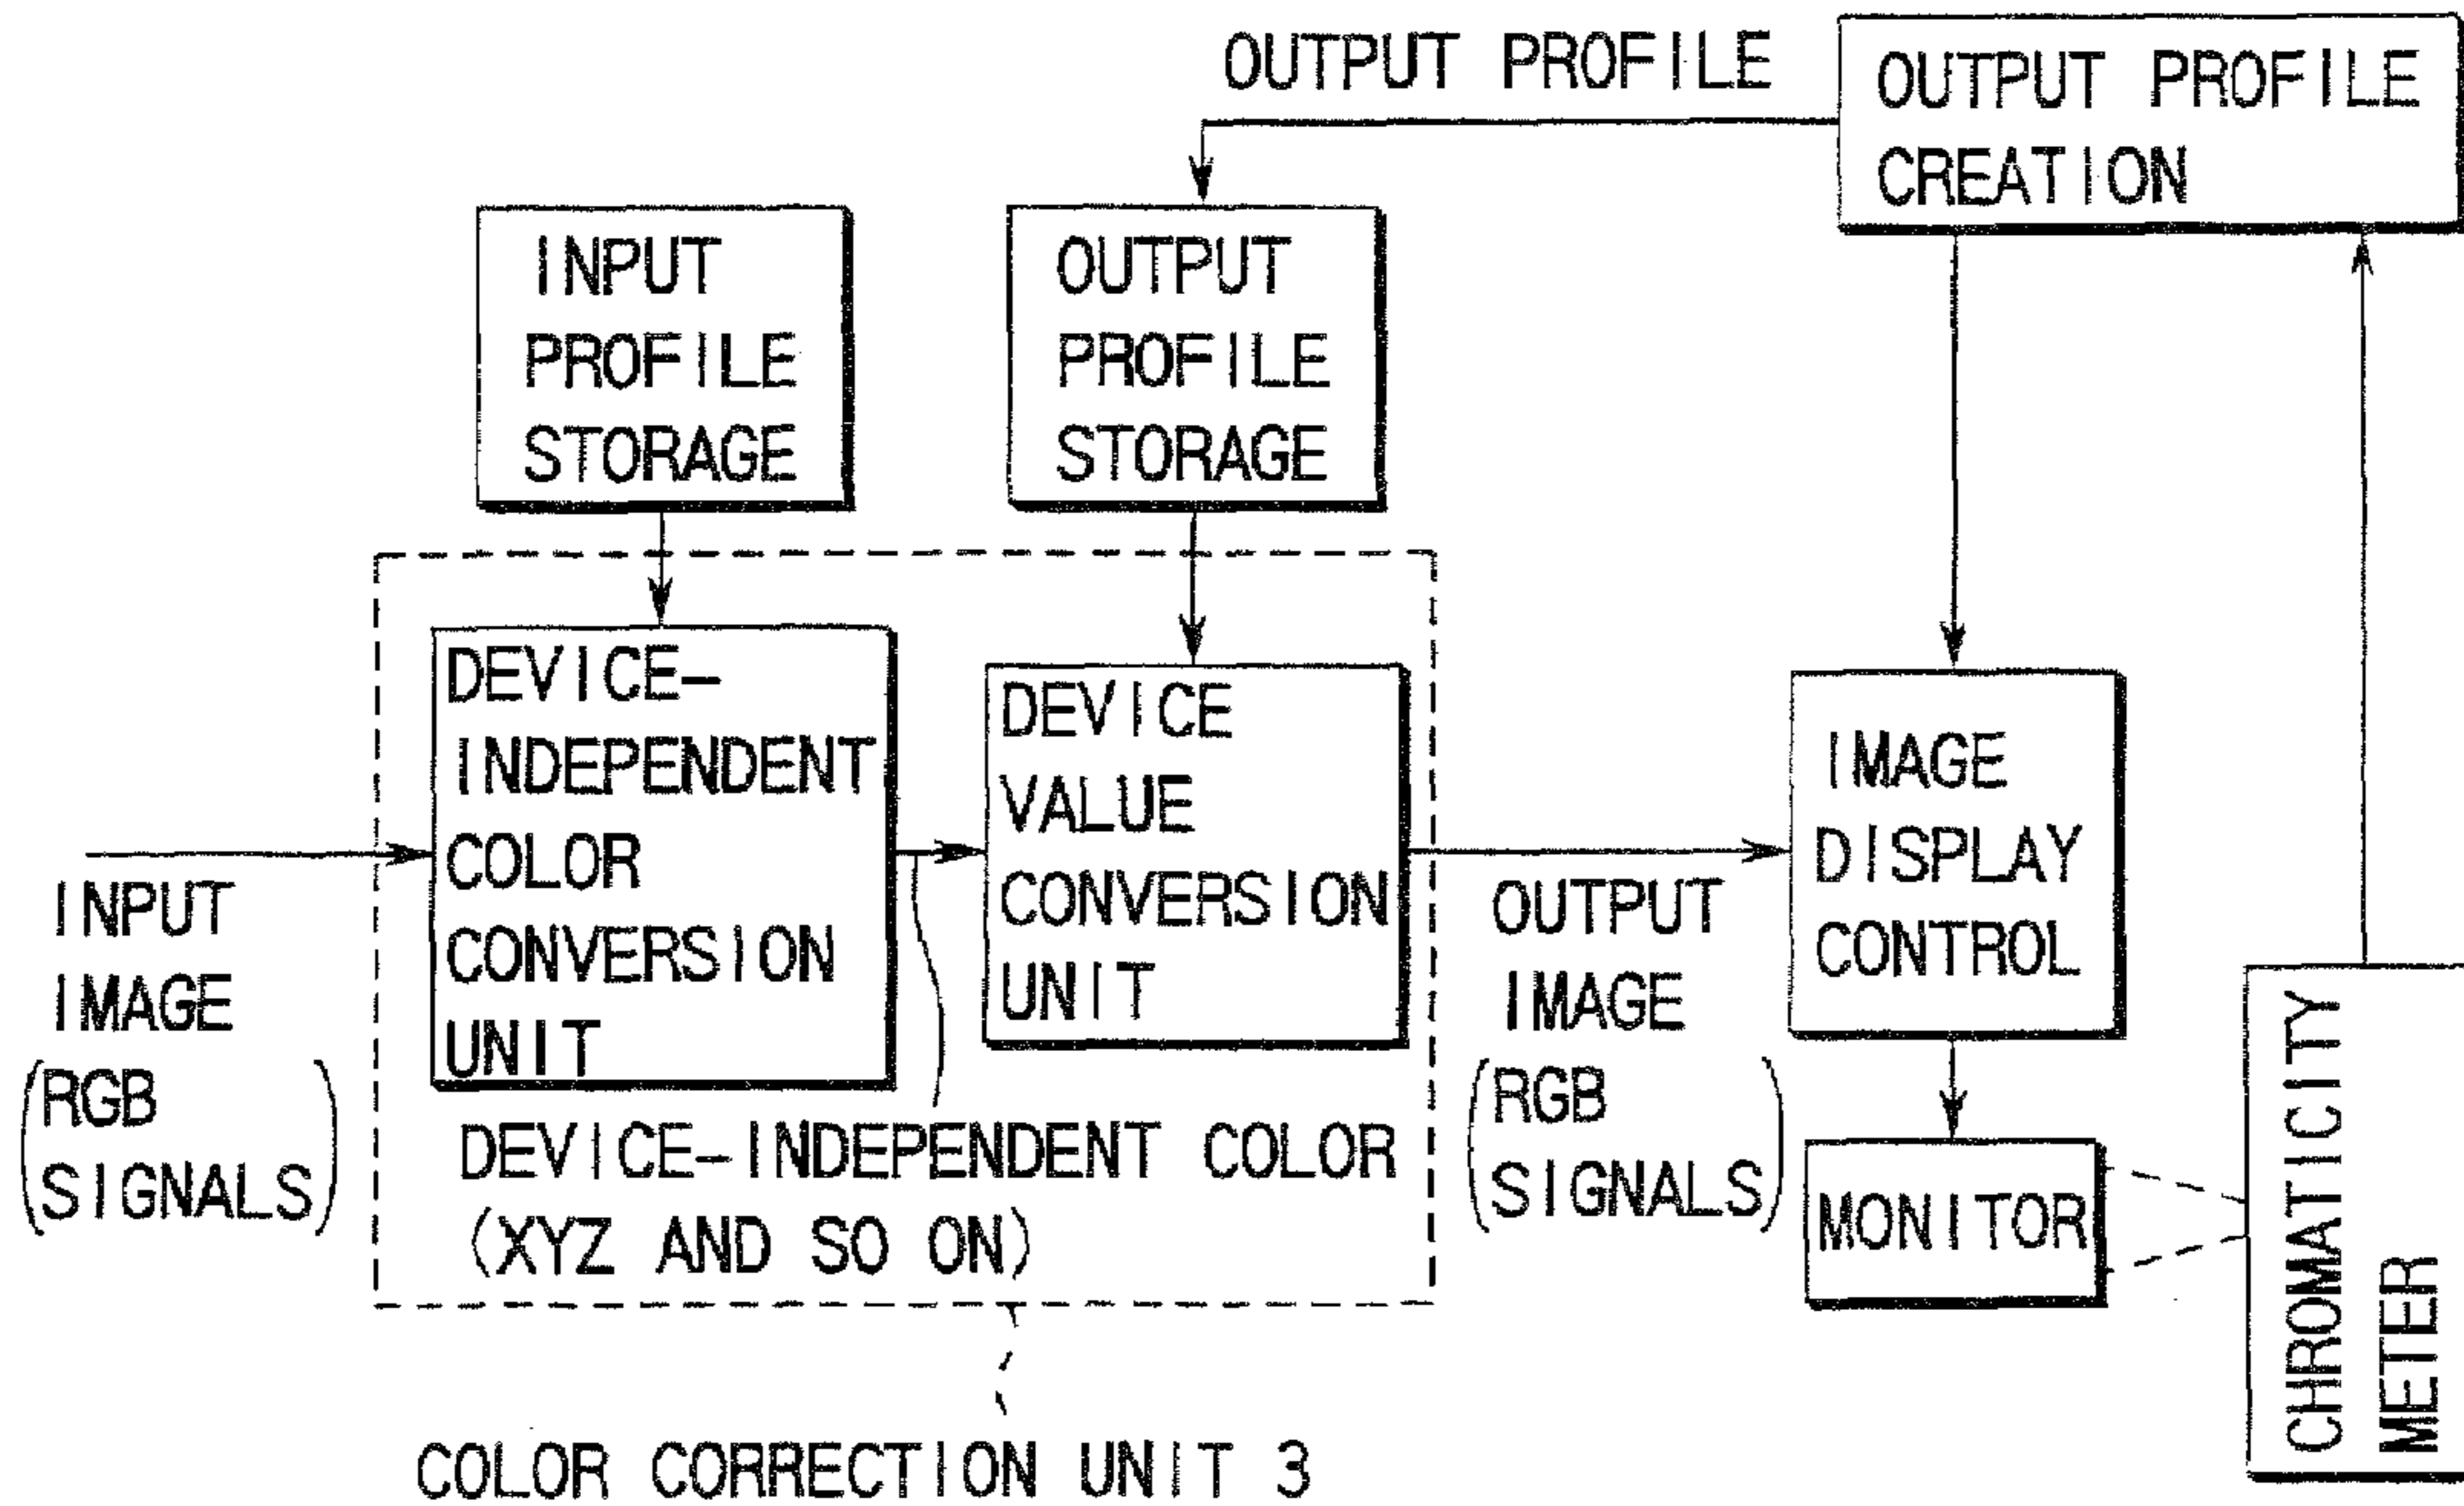 OUTPUT PROFILE
OUTPUT PROFILE
CREATION
INPUT
PROFILE
STORAGE
OUTPUT
PROFILE
STORAGE
DEVICE-
INDEPENDENT
COLOR
CONVERSION
UNIT
DEVICE
VALUE
CONVERSION
UNIT
IMAGE
DISPLAY
CONTROL
INPUT
IMAGE
(RGB
SIGNALS)
OUTPUT
IMAGE
(RGB
SIGNALS)
DEVICE-INDEPENDENT COLOR
(XYZ AND SO ON)
MONITOR
CHROMATICITY
METER
COLOR CORRECTION UNIT 3